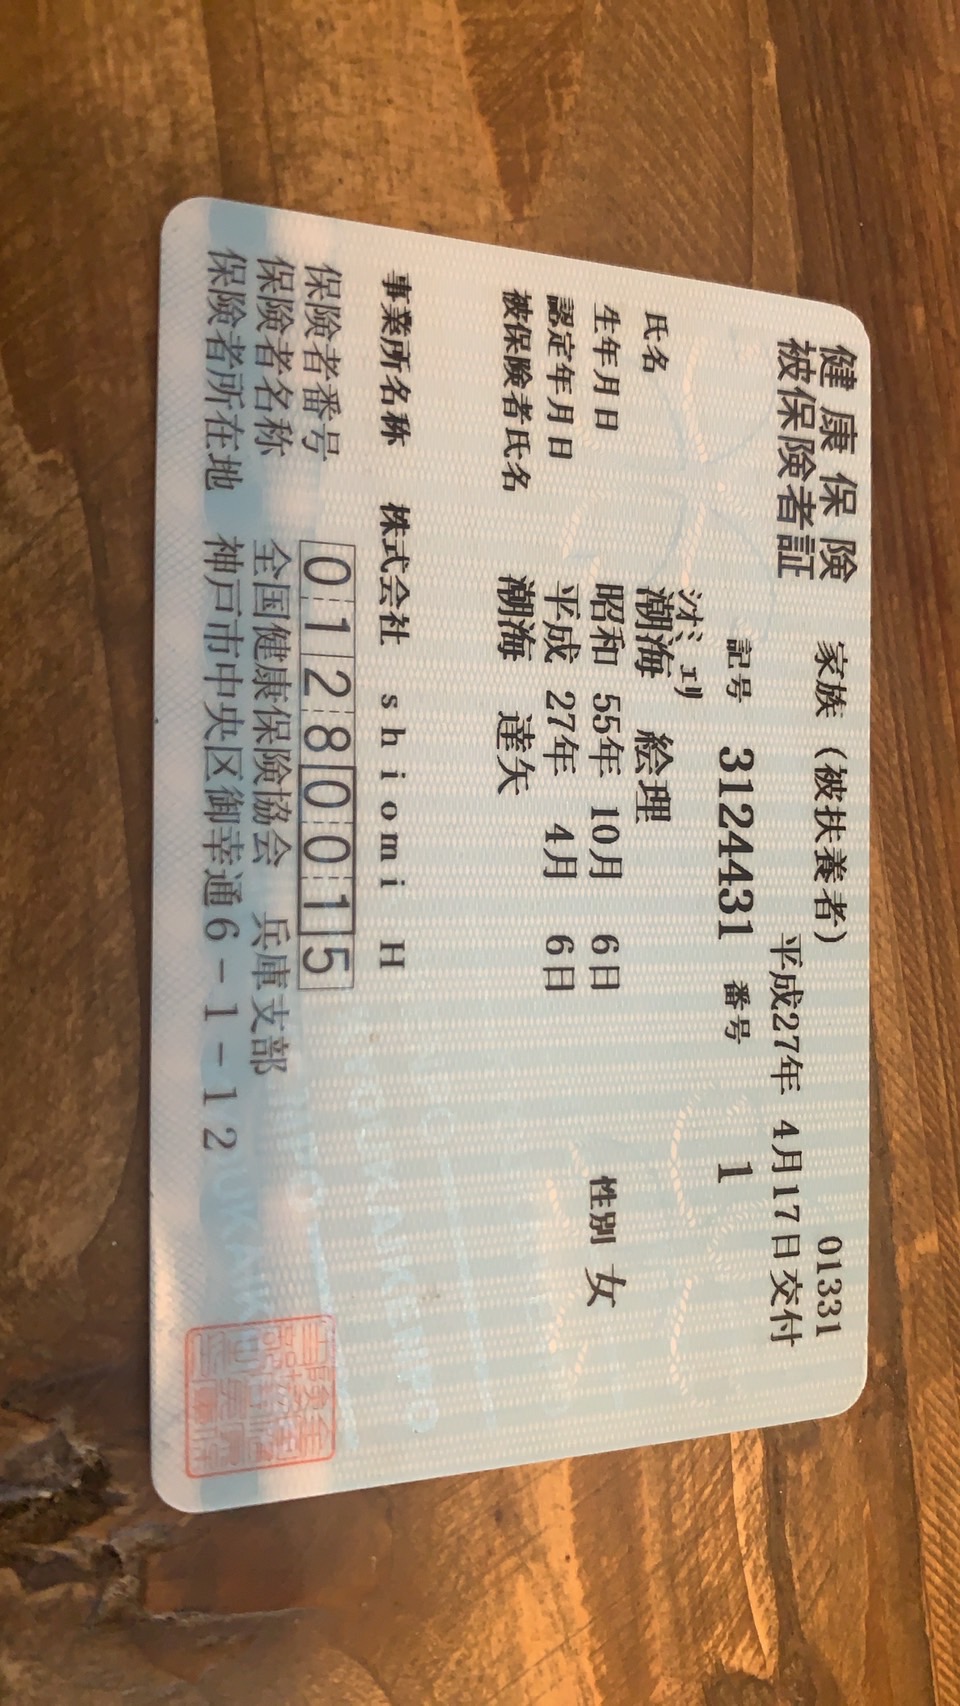 健康保険 被保険者証 家族（被扶養者） 01331
平成27年 4月17日交付
記号 3124431 番号 1
ｼｵﾐ ｴﾘ
氏名 潮海 絵理
生年月日 昭和 55年 10月 6日 性別 女
認定年月日 平成 27年 4月 6日
被保険者氏名 潮海 達矢
事業所名称 株式会社 shiomi H
保険者番号 01280015
保険者名称 全国健康保険協会 兵庫支部
保険者所在地 神戸市中央区御幸通6-1-12